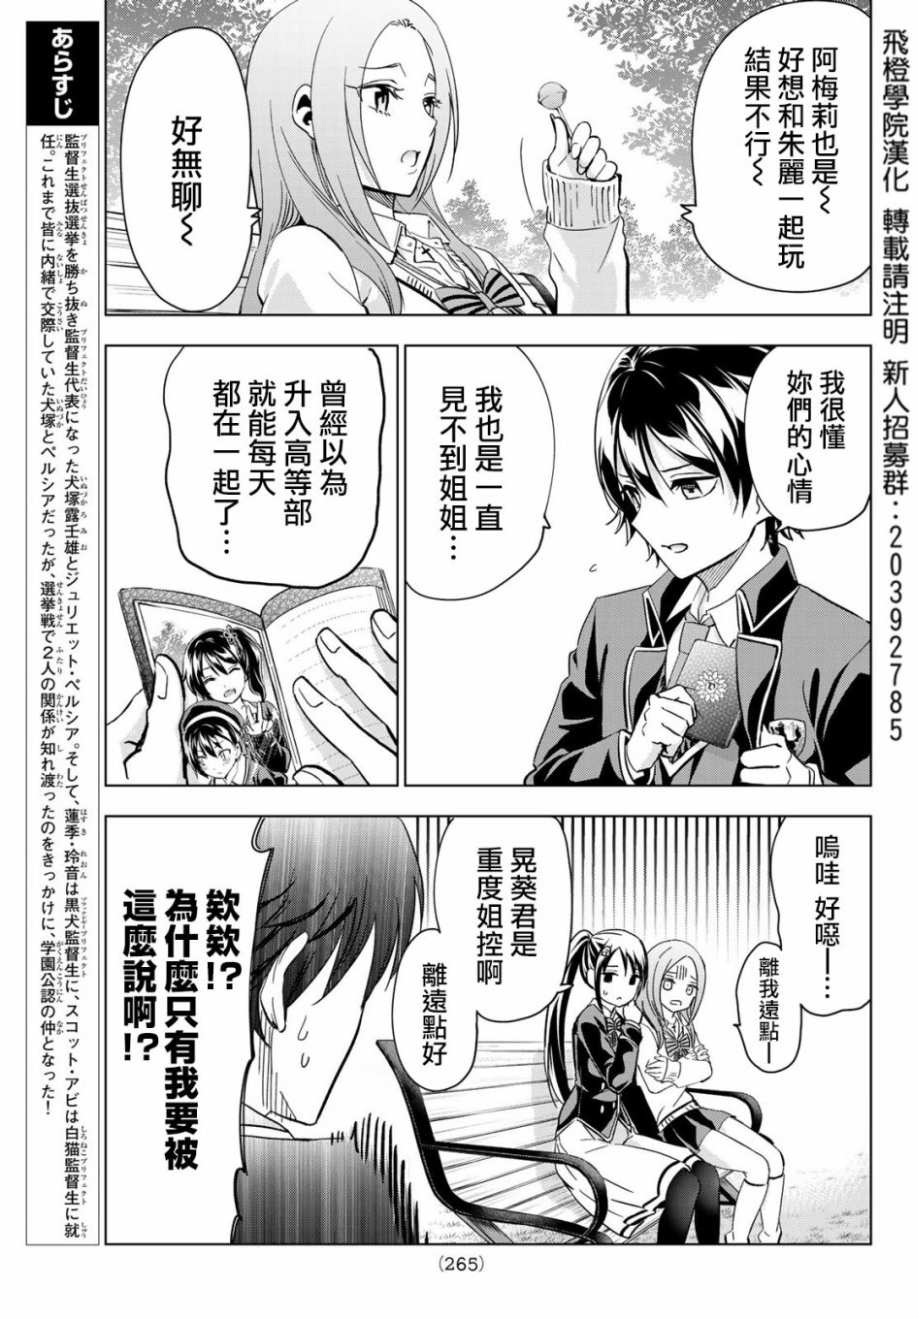 飛橙學院漢化 轉載請注明 新人招募群：203927855
阿梅莉也是～
好想和朱麗一起玩
結果不行～
好無聊～
我很懂
妳們的心情
我也是一直
見不到姐姐…
曾經以為
升入高等部
就能每天
都在一起了…
嗚哇 好噁——
離我遠點—
晃葵君是
重度姐控啊
離遠點好
欸欸!?
為什麼只有我要被
這麼說啊!?
あらすじ
監督生選抜選挙を勝ち抜き監督生代表になった犬塚露壬雄とジュリエット・ペルシア。そして、蓮季・玲音は黒犬監督生に、スコット・アビは白猫監督生に就
任。これまで皆に内緒で交際していた犬塚とペルシアだったが、選挙戦で2人の関係が知れ渡ったのをきっかけに、学園公認の仲となった！
(265)